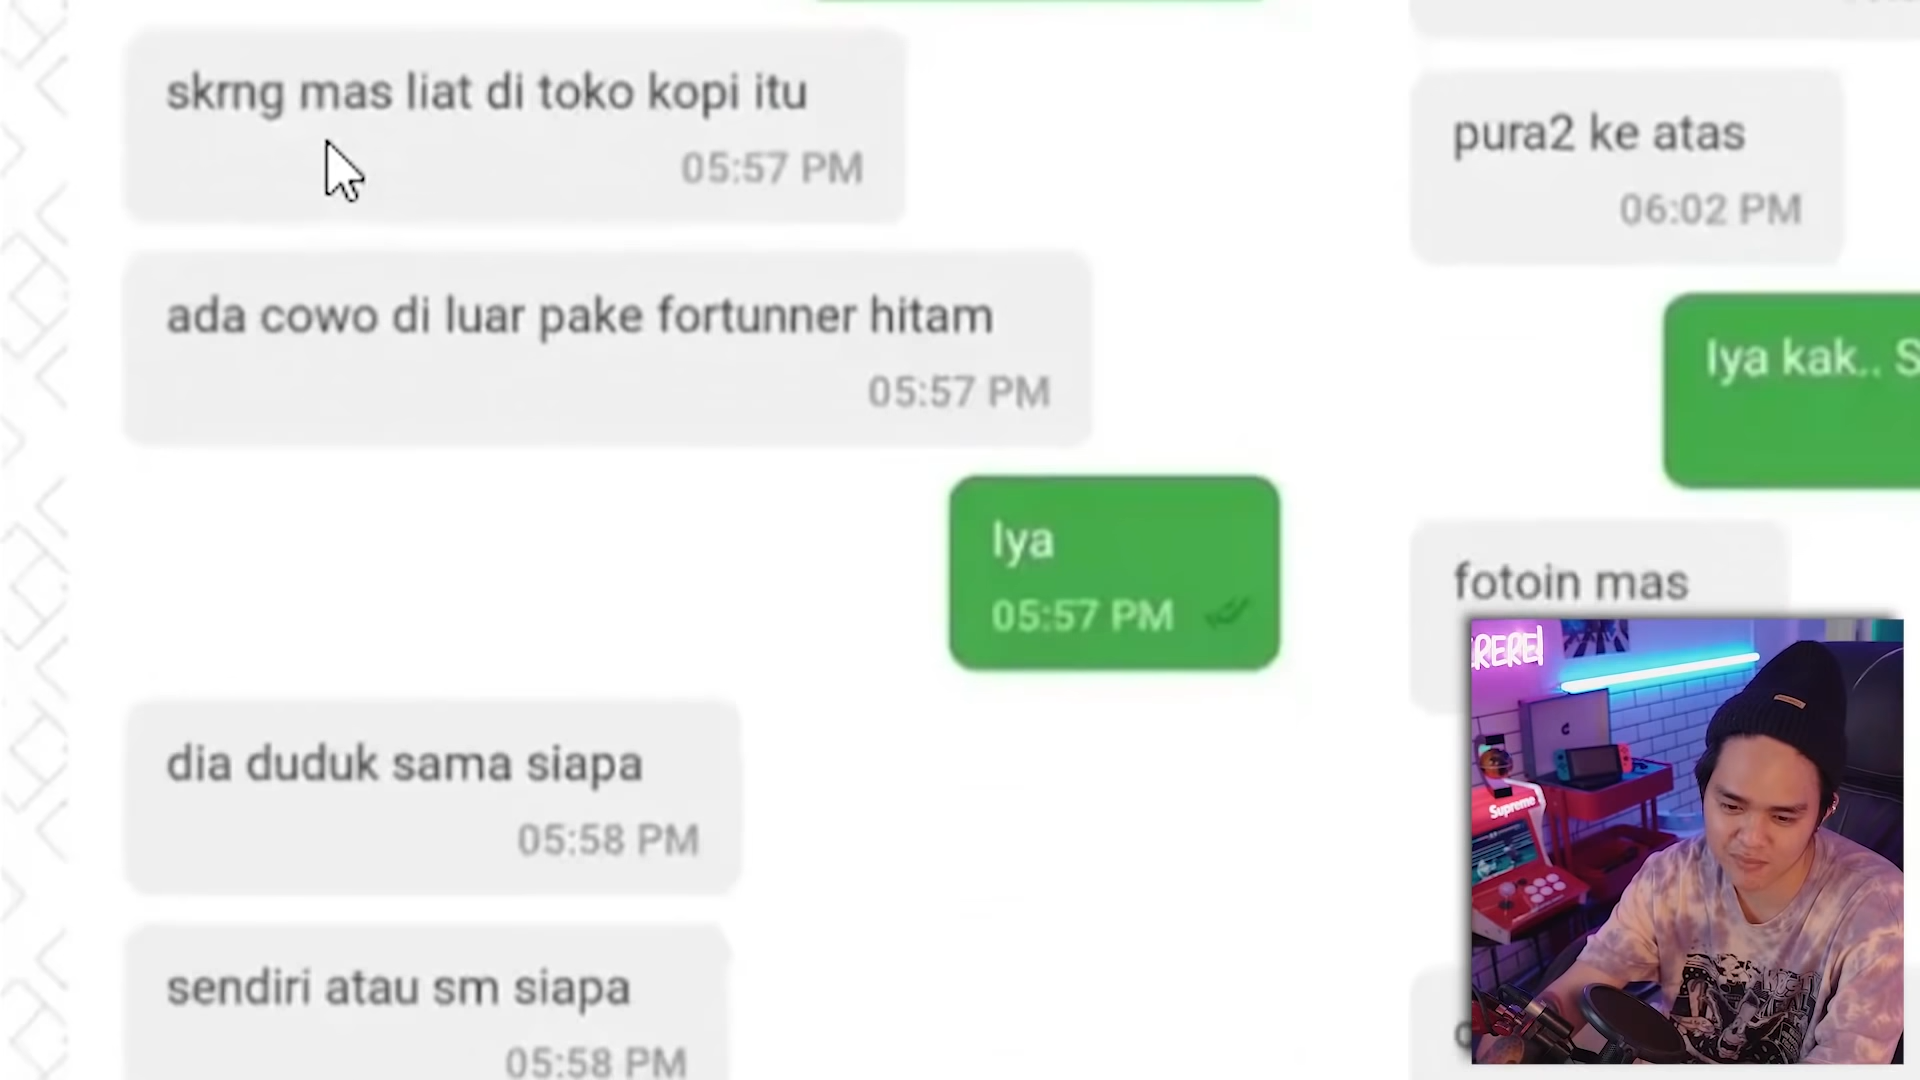 skrng mas liat di toko kopi itu
05:57 PM
ada cowo di luar pake fortunner hitam
05:57 PM
Iya
05:57 PM
dia duduk sama siapa
05:58 PM
sendiri atau sm siapa
05:58 PM
pura2 ke atas
06:02 PM
Iya kak.. S
fotoin mas
RERE
Supreme